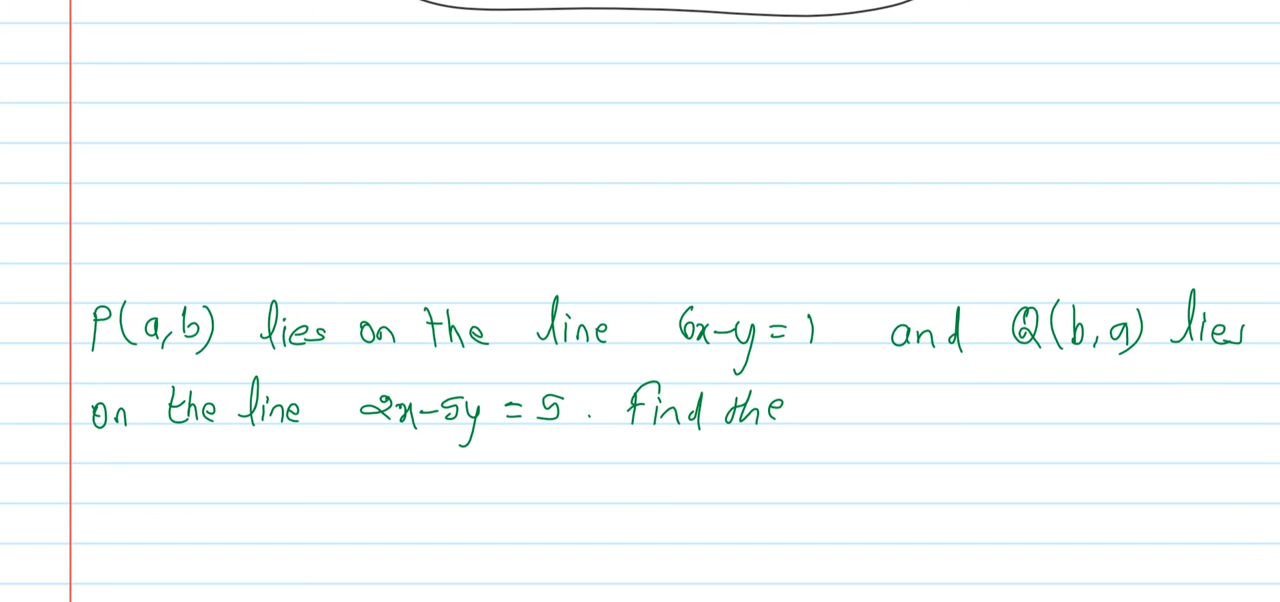 P(a,b) lies on the line 6x-y=1 and Q(b,a) lies
on the line 2x-5y=5. Find the